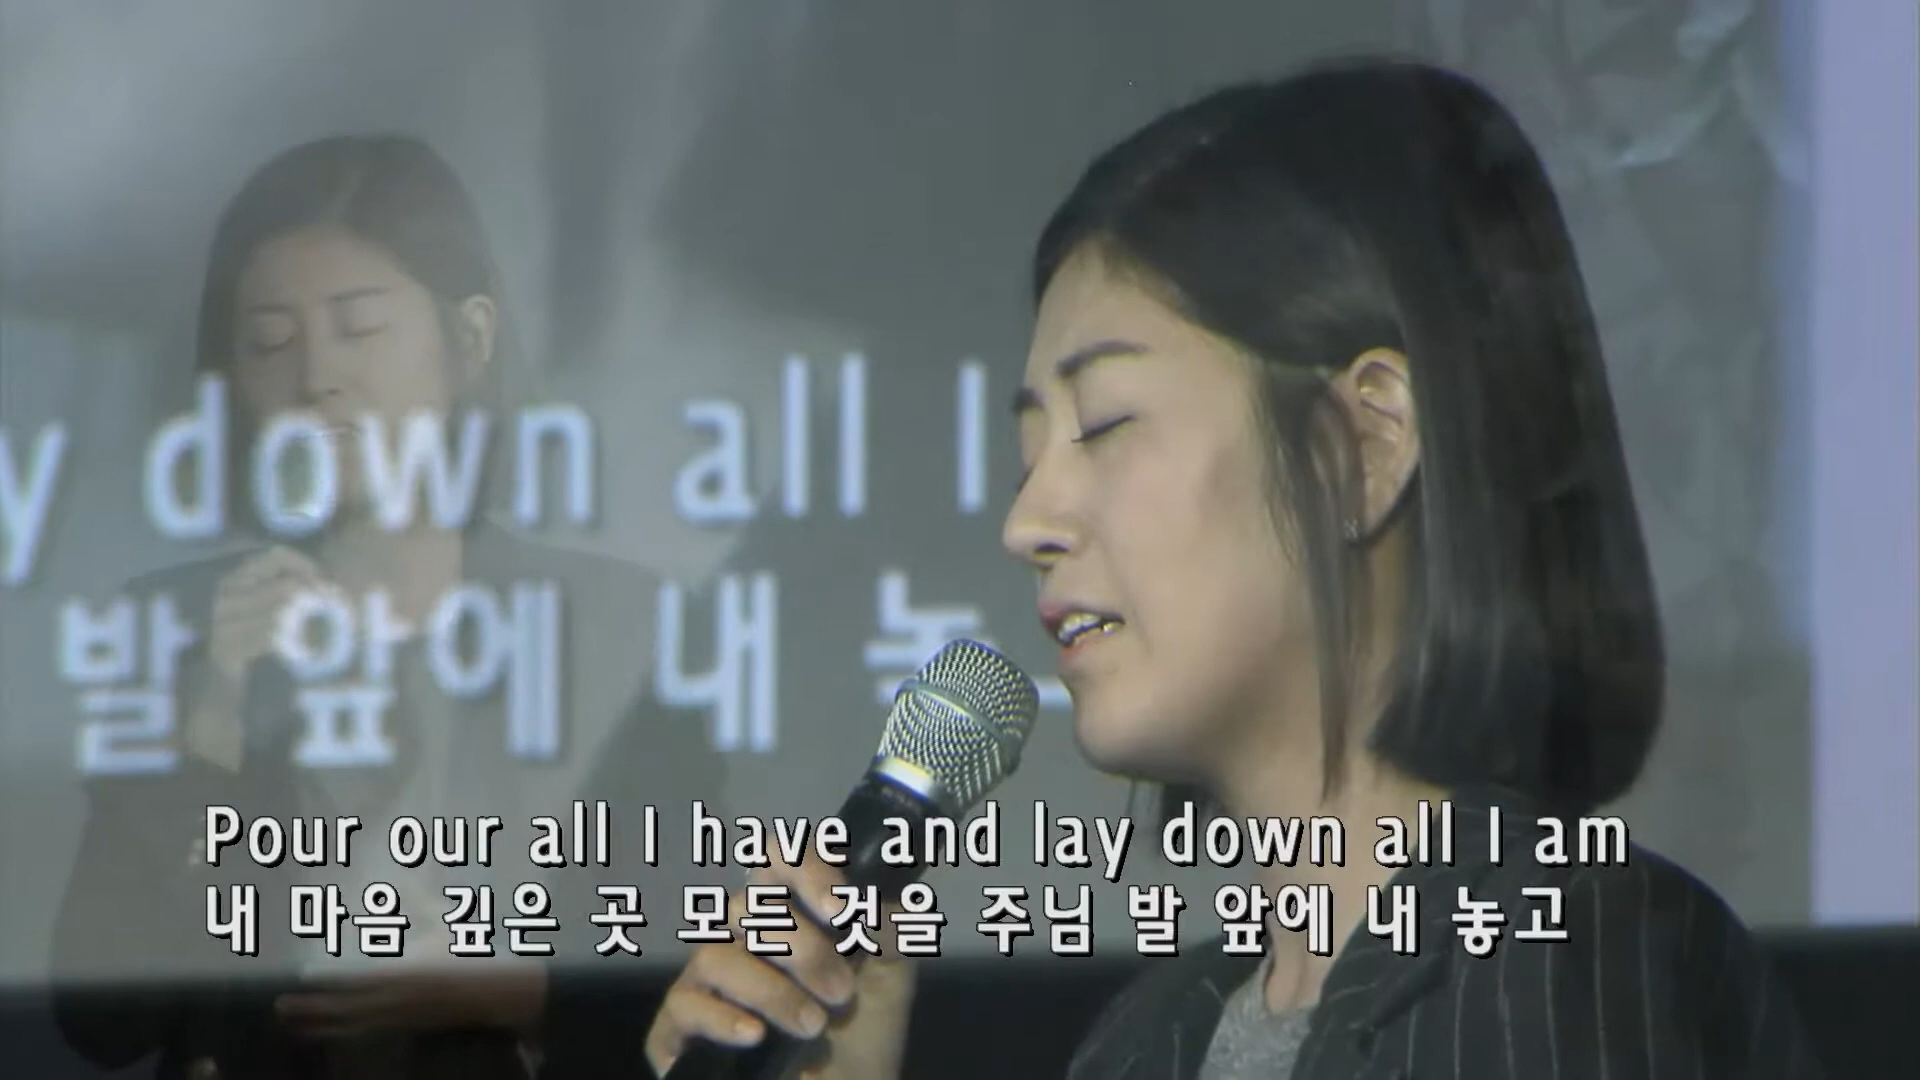 y down all I
발 앞에 내 놓
Pour our all I have and lay down all I am
내 마음 깊은 곳 모든 것을 주님 발 앞에 내 놓고